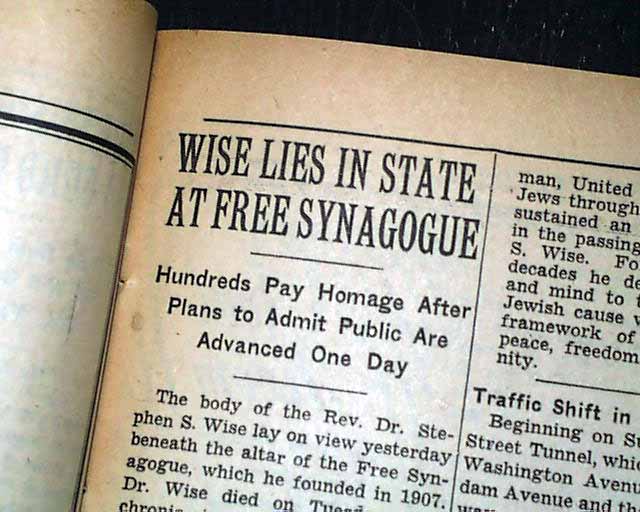 WISE LIES IN STATE
AT FREE SYNAGOGUE
Hundreds Pay Homage After
Plans to Admit Public Are
Advanced One Day
The body of the Rev. Dr. Ste-
phen S. Wise lay on view yesterday
beneath the altar of the Free Syn-
agogue, which he founded in 1907.
Dr. Wise died on
man, United
Jews through
sustained an
in the passing
S. Wise. Fo
decades he de
and mind to t
Jewish cause w
framework of
peace, freedom
nity.
Traffic Shift in
Beginning on
Street Tunnel, whic
Washington Avenu
dam Avenue and th